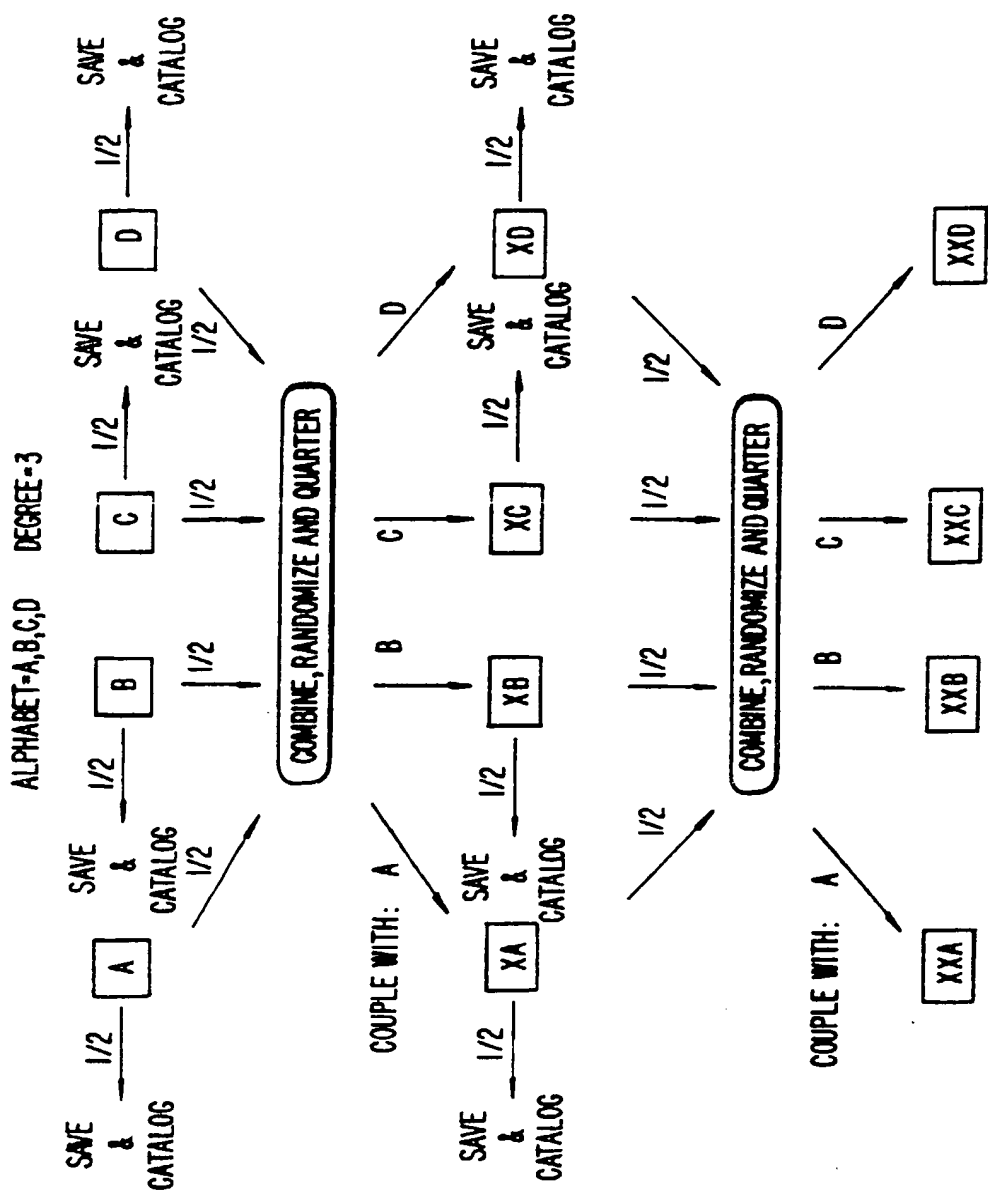 ALPHABET=A,B,C,D DEGREE=3
A
B
C
D
1/2
1/2
1/2
1/2
SAVE
&
CATALOG
SAVE
&
CATALOG
SAVE
&
CATALOG
SAVE
&
CATALOG
1/2
1/2
1/2
1/2
COMBINE, RANDOMIZE AND QUARTER
COUPLE WITH: A
B
C
D
XA
XB
XC
XD
1/2
1/2
1/2
1/2
SAVE
&
CATALOG
SAVE
&
CATALOG
SAVE
&
CATALOG
SAVE
&
CATALOG
1/2
1/2
1/2
1/2
COMBINE, RANDOMIZE AND QUARTER
COUPLE WITH: A
B
C
D
XXA
XXB
XXC
XXD